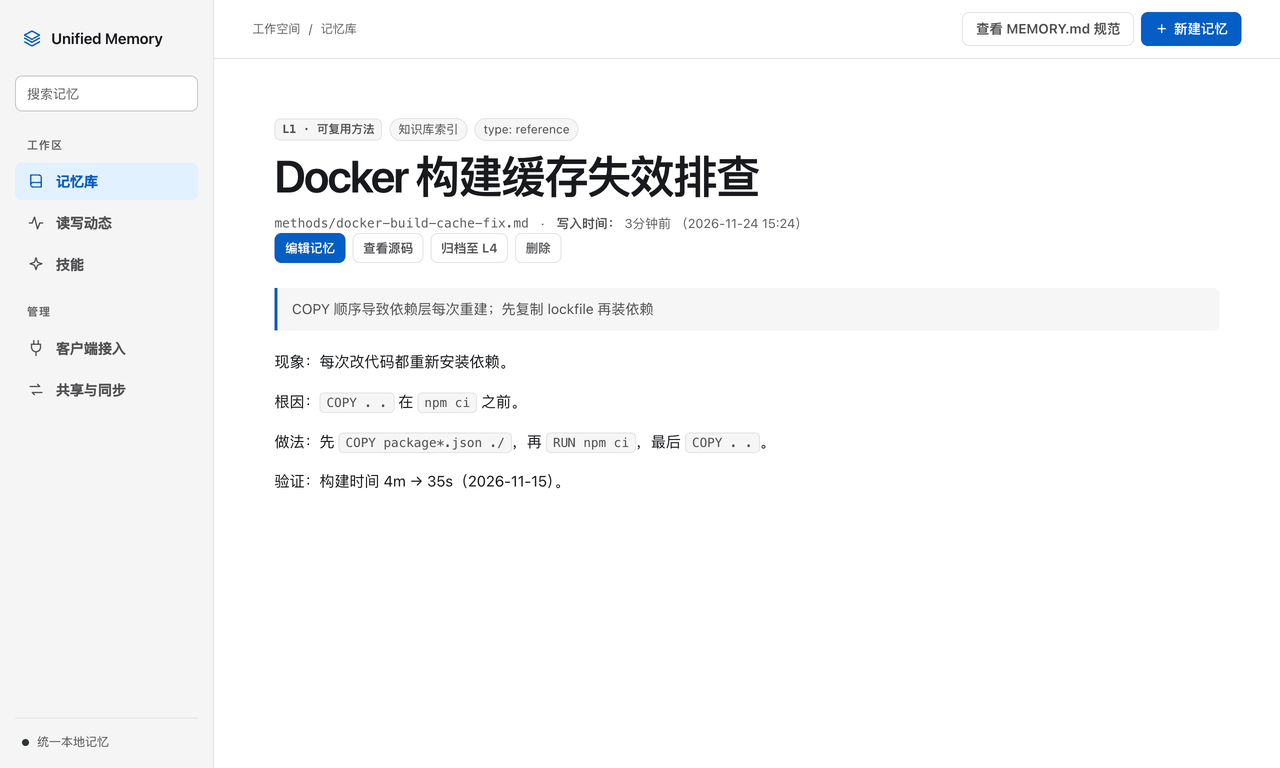 Unified Memory
搜索记忆
工作区
记忆库
读写动态
技能
管理
客户端接入
共享与同步
统一本地记忆
工作空间 / 记忆库
查看 MEMORY.md 规范
+ 新建记忆
L1 · 可复用方法 知识库索引 type: reference
Docker 构建缓存失效排查
methods/docker-build-cache-fix.md · 写入时间： 3分钟前 （2026-11-24 15:24）
编辑记忆 查看源码 归档至 L4 删除
COPY 顺序导致依赖层每次重建；先复制 lockfile 再装依赖
现象：每次改代码都重新安装依赖。
根因：COPY . . 在 npm ci 之前。
做法：先 COPY package*.json ./，再 RUN npm ci，最后 COPY . .。
验证：构建时间 4m → 35s（2026-11-15）。